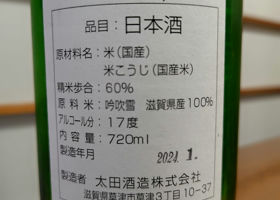 品目：日本酒
原材料名：米（国産）
米こうじ（国産米）
精米歩合：60％
原料米：吟吹雪 滋賀県産100％
アルコール分：17度
内容量：720ml
製造年月 2024.1.
製造者 太田酒造株式会社
滋賀県草津市草津3丁目10-37